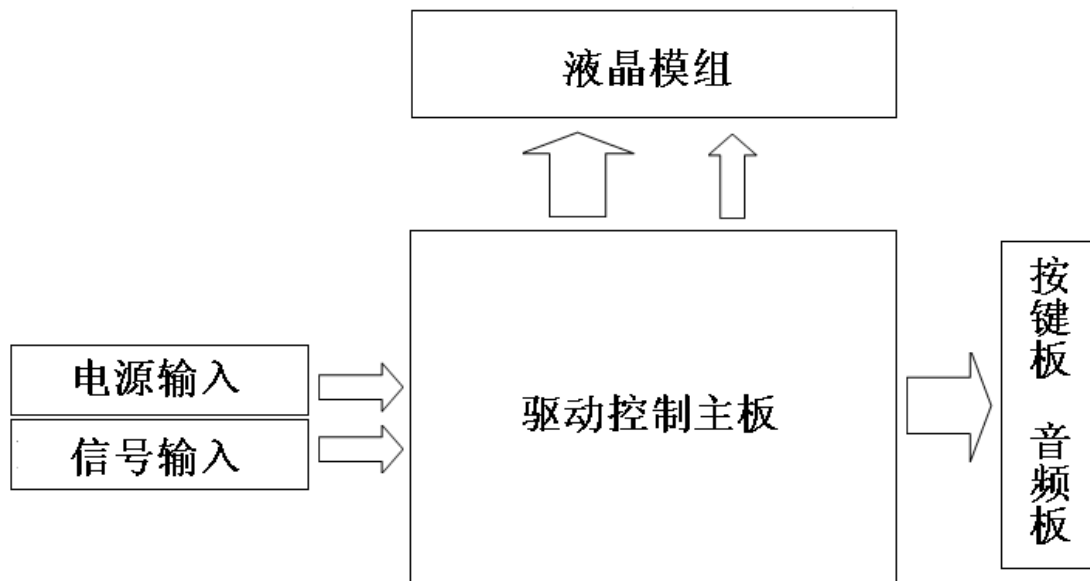 液晶模组
电源输入
信号输入
驱动控制主板
按键板 音频板